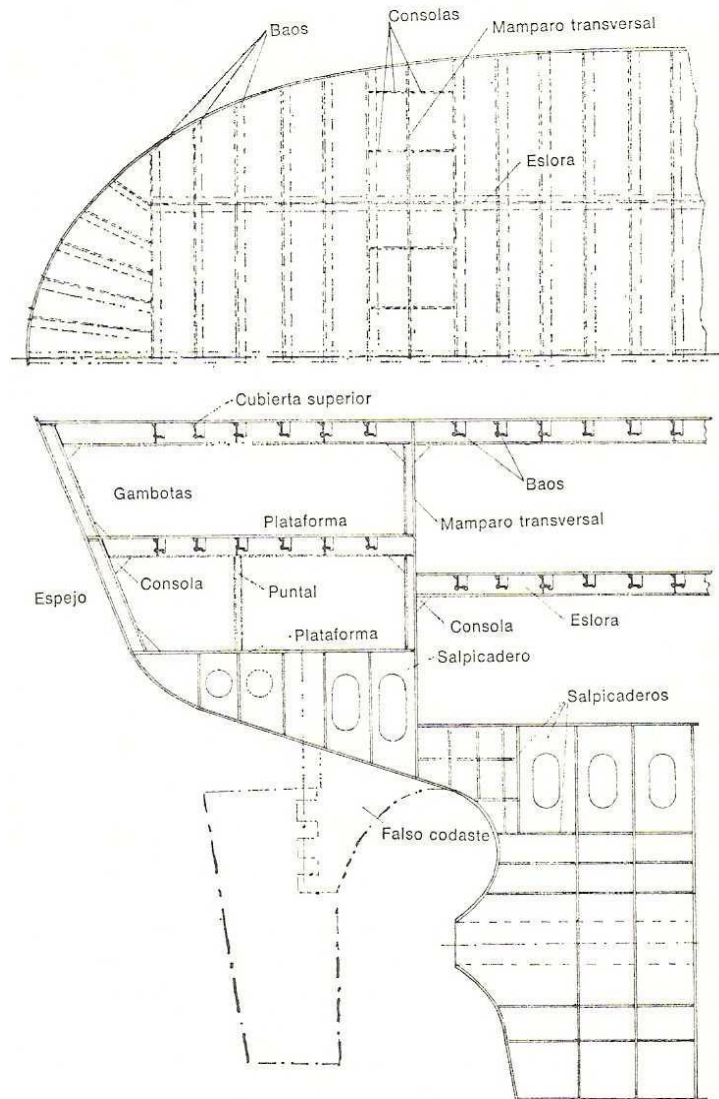 Baos
Consolas
Mamparo transversal
Eslora
Cubierta superior
Gambotas
Baos
Plataforma
Mamparo transversal
Consola
Puntal
Espejo
Eslora
Plataforma
Consola
Salpicadero
Salpicaderos
Falso codaste